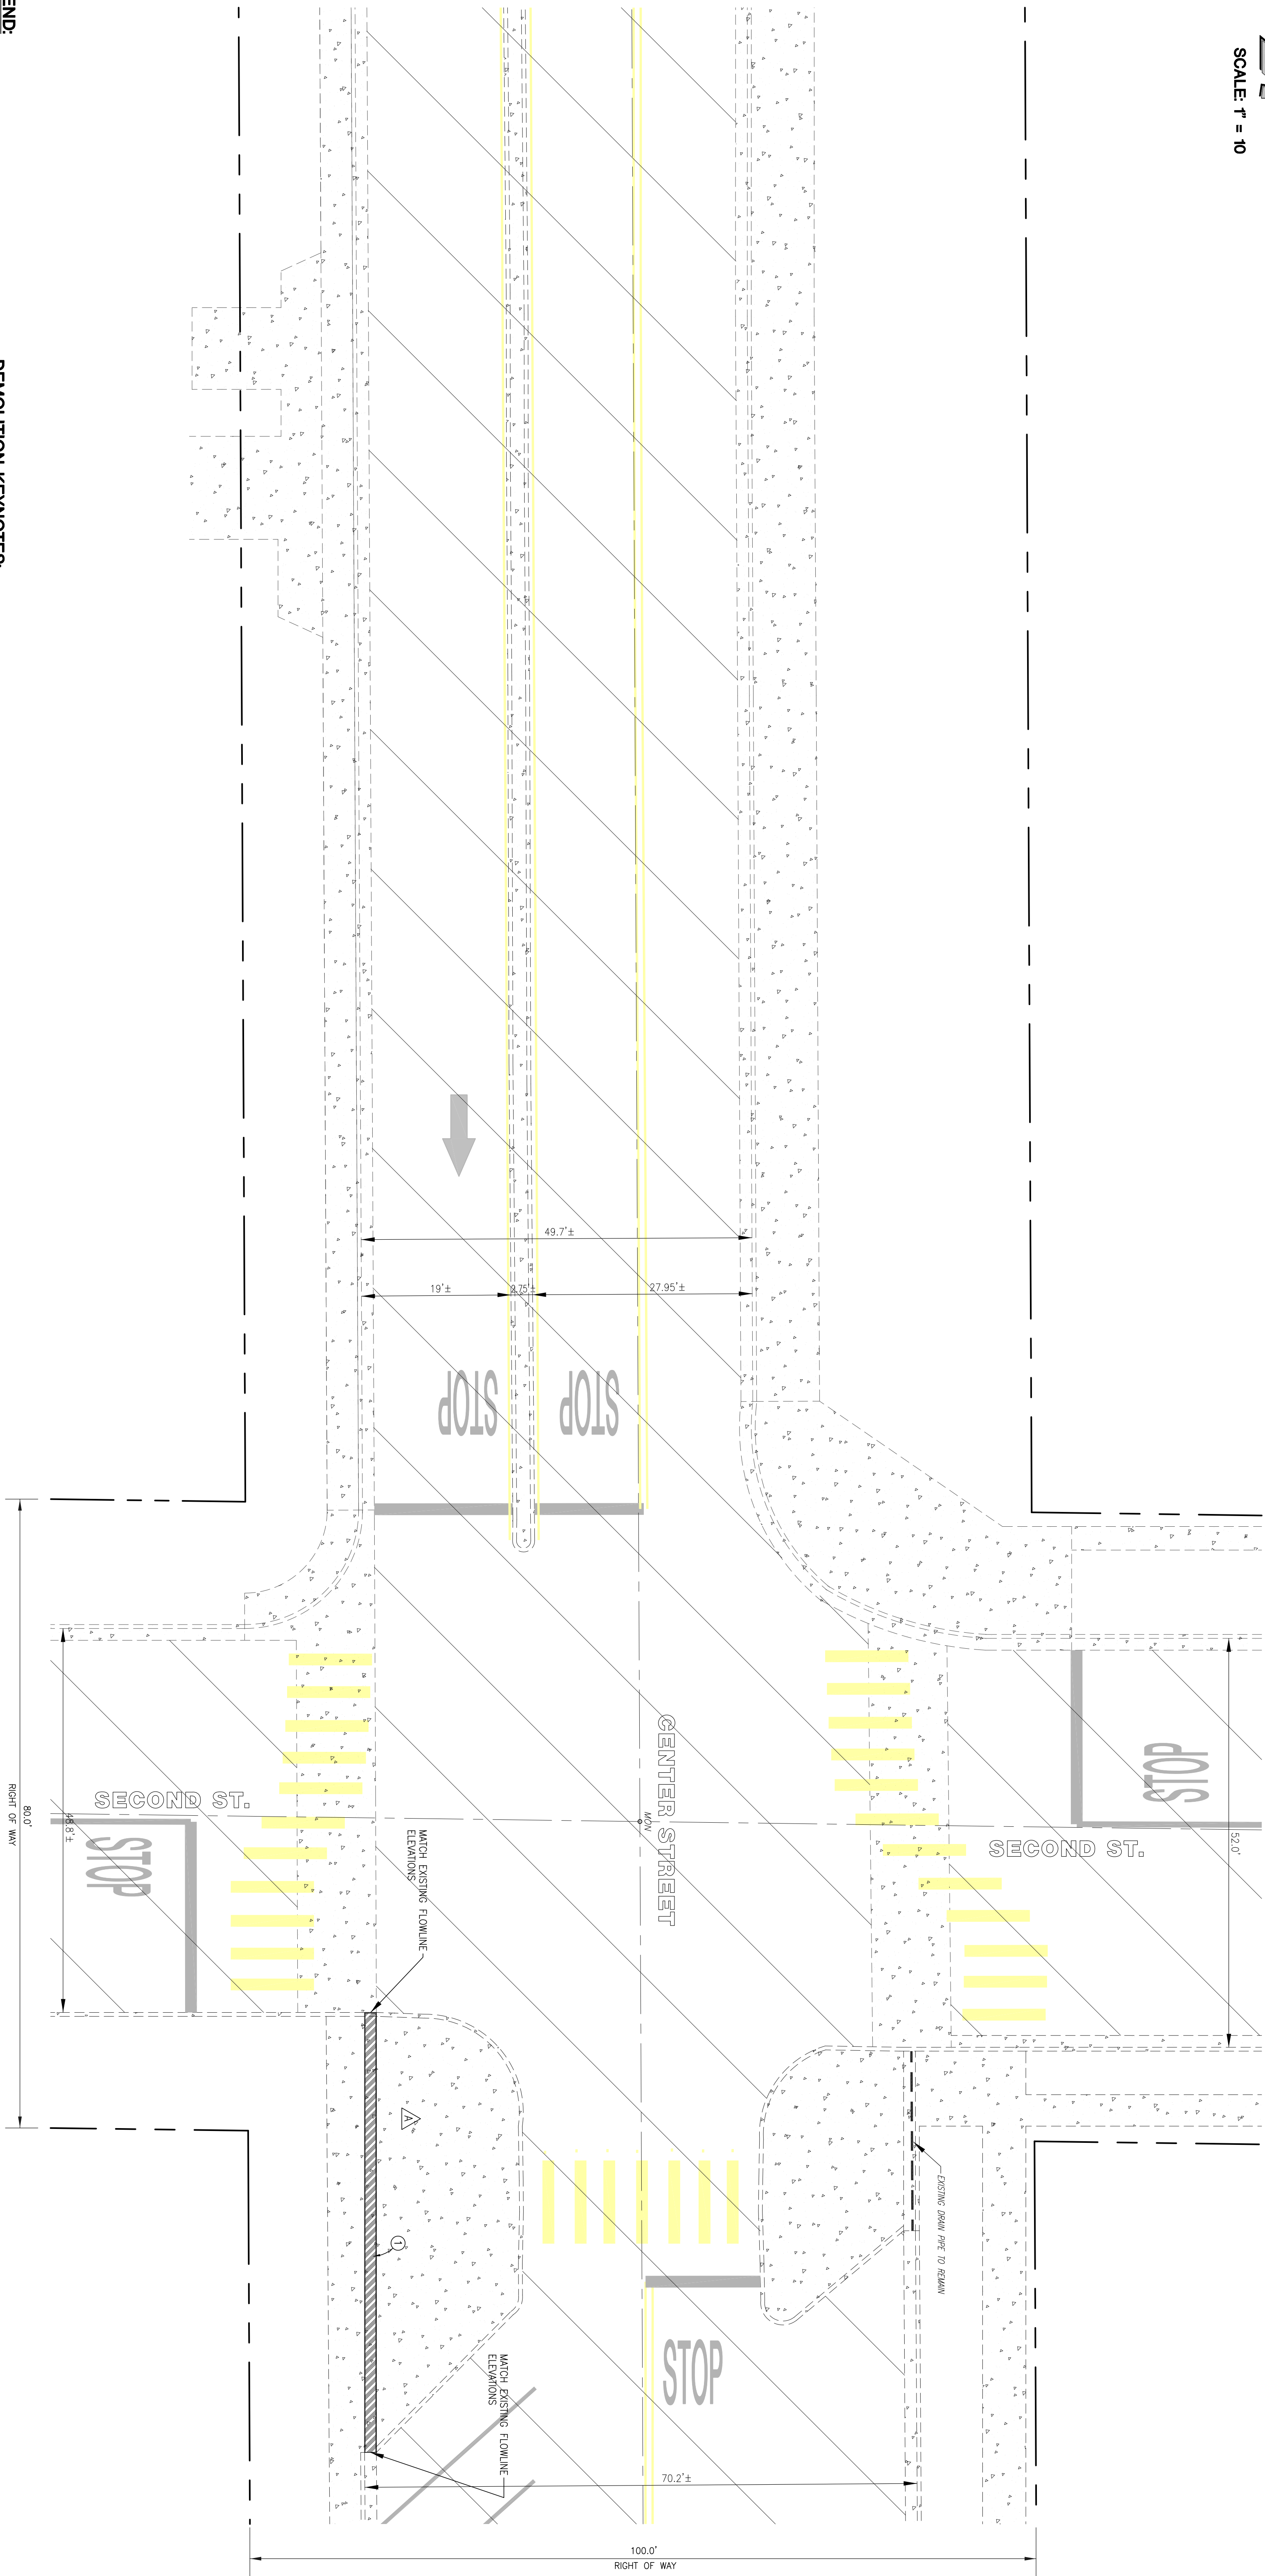 SCALE: 1" = 10
49.7'±
19'±
2.75'±
27.95'±
STOP
STOP
CENTER STREET
MON
SECOND ST.
STOP
SECOND ST.
STOP
52.0'
48.8'±
80.0'
RIGHT OF WAY
MATCH EXISTING FLOWLINE
ELEVATIONS
A
1
EXISTING DRAIN PIPE TO REMAIN
STOP
MATCH EXISTING FLOWLINE
ELEVATIONS
70.2'±
100.0'
RIGHT OF WAY